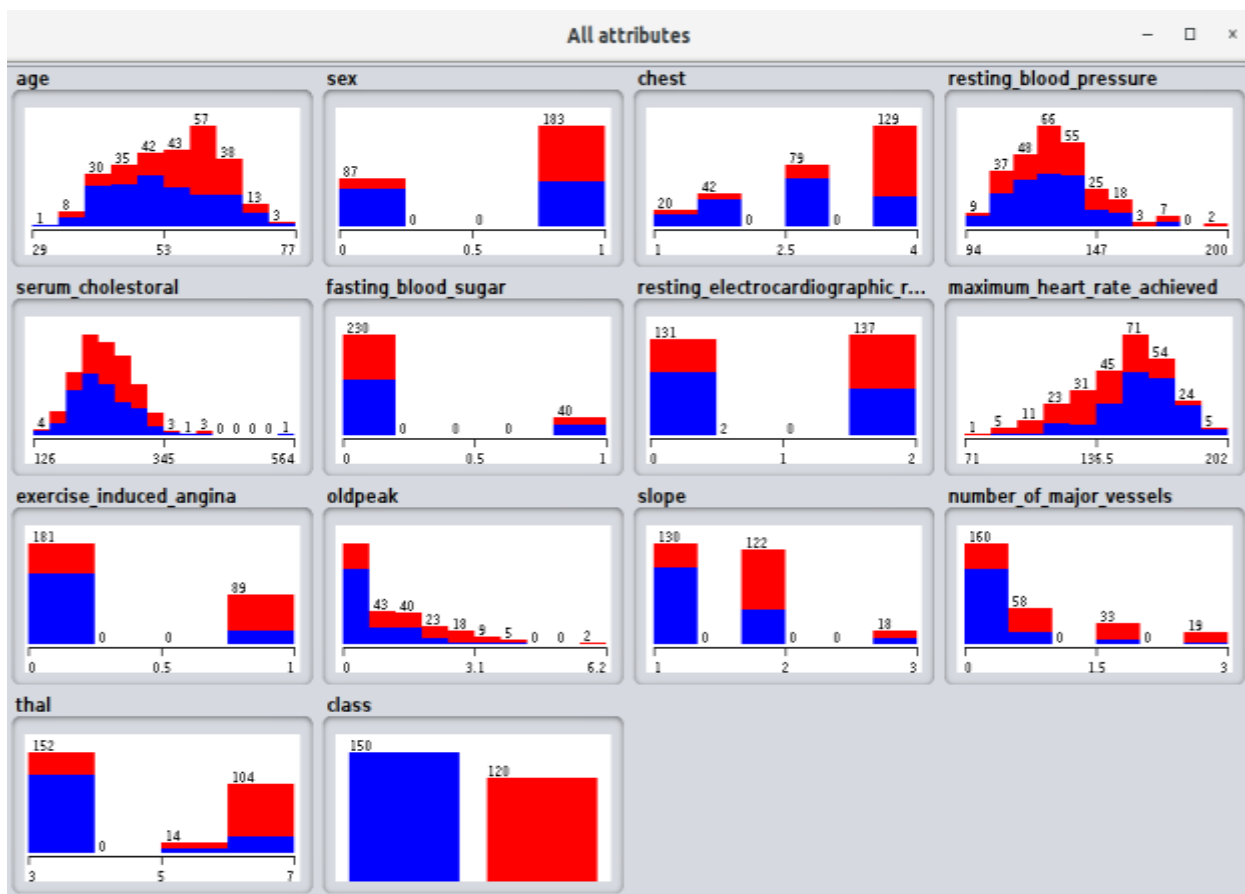 All attributes
age
57
42 43
35
30
38
8
13
1
3
29 53 77
sex
183
87
0 0
0 0.5 1
chest
129
79
42
20
0 0
1 2.5 4
resting_blood_pressure
66
55
48
37
25
18
9
3 7 0 2
94 147 200
serum_cholestoral
4
3 1 3 0 0 0 0 1
126 345 564
fasting_blood_sugar
230
40
0 0 0
0 0.5 1
resting_electrocardiographic_r...
131 137
2 0
0 1 2
maximum_heart_rate_achieved
71
54
45
31
23 24
11
1 5 5
71 136.5 202
exercise_induced_angina
181
89
0 0
0 0.5 1
oldpeak
43 40
23 18
9 5 0 0 2
0 3.1 6.2
slope
130 122
18
0 0 0
1 2 3
number_of_major_vessels
160
58
33
19
0 0
0 1.5 3
thal
152
104
14
0
3 5 7
class
150
120